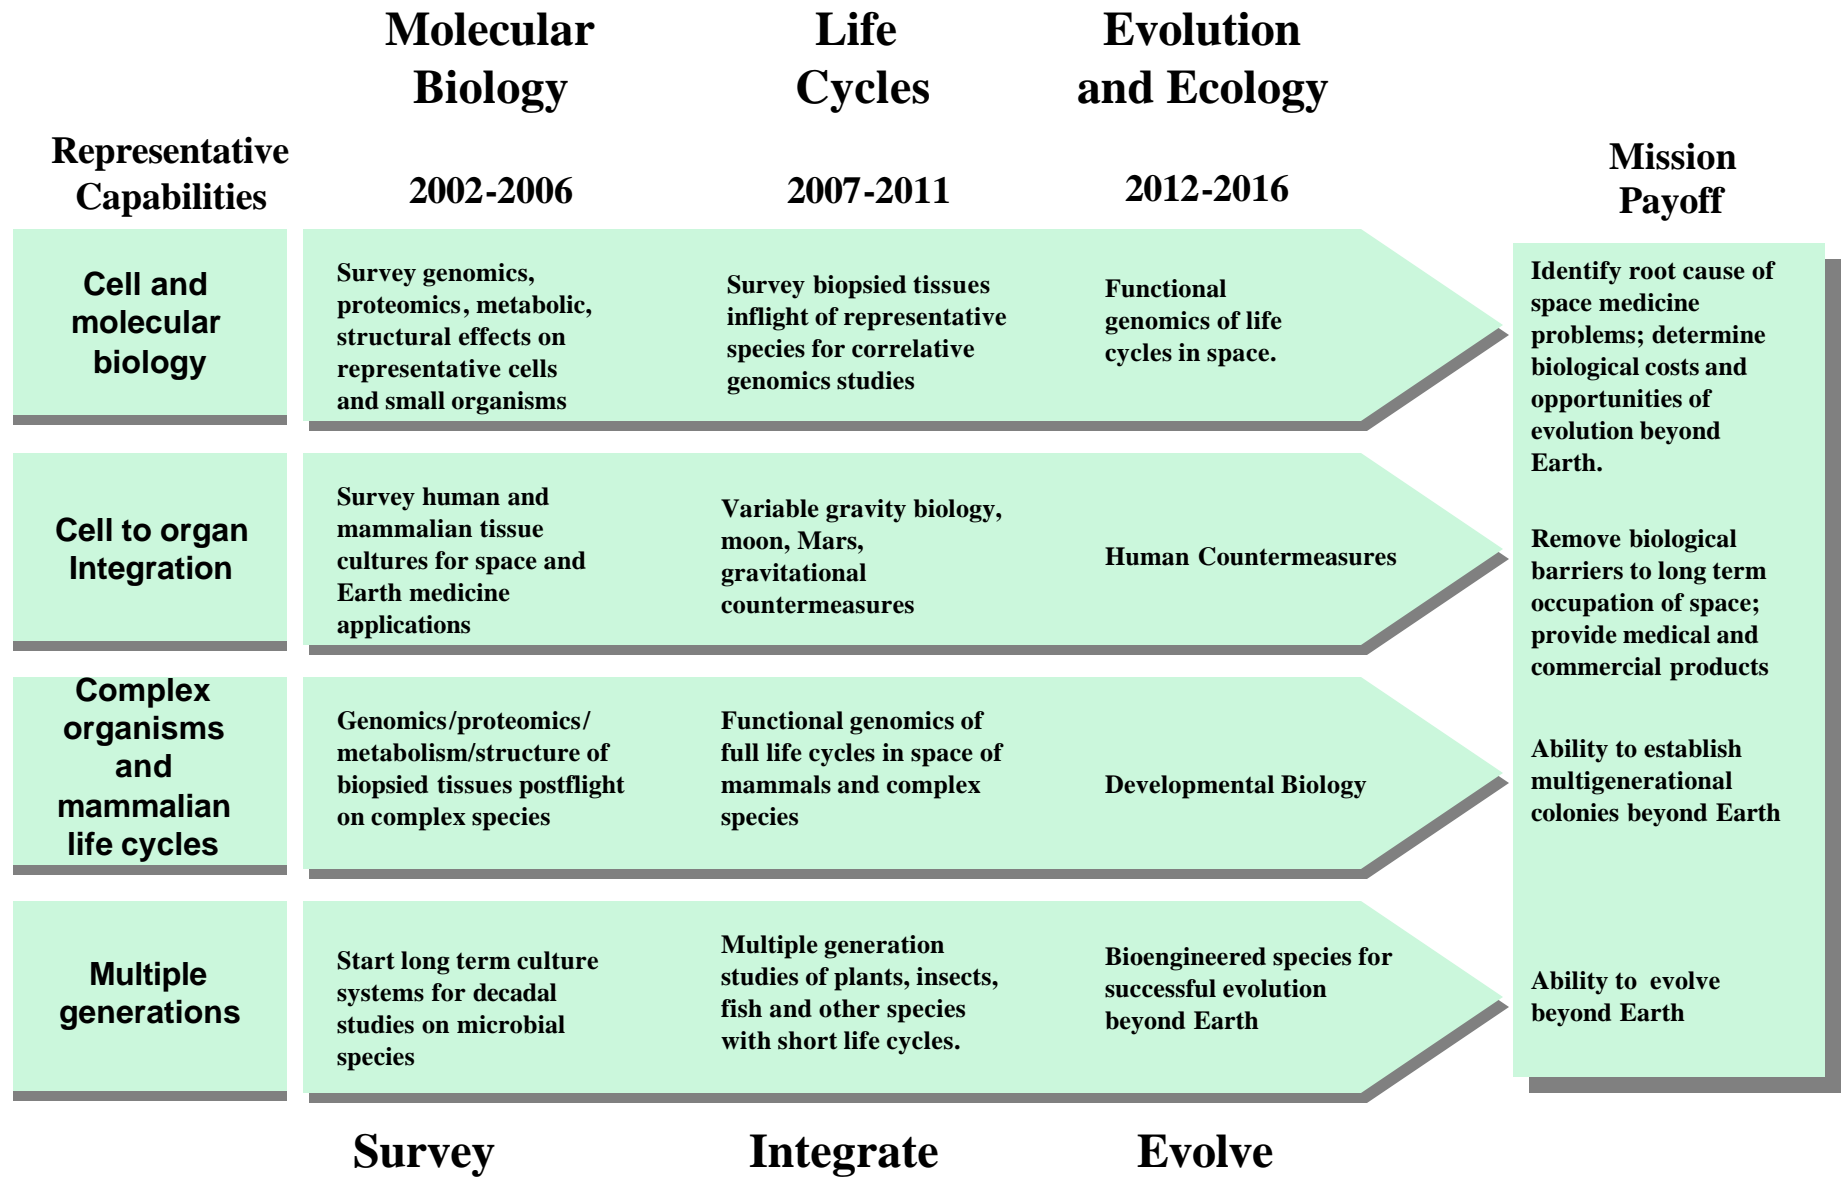 Molecular
Biology
Life
Cycles
Evolution
and Ecology
Representative
Capabilities
2002-2006
2007-2011
2012-2016
Mission
Payoff
Cell and
molecular
biology
Survey genomics,
proteomics, metabolic,
structural effects on
representative cells
and small organisms
Survey biopsied tissues
inflight of representative
species for correlative
genomics studies
Functional
genomics of life
cycles in space.
Identify root cause of
space medicine
problems; determine
biological costs and
opportunities of
evolution beyond
Earth.
Cell to organ
Integration
Survey human and
mammalian tissue
cultures for space and
Earth medicine
applications
Variable gravity biology,
moon, Mars,
gravitational
countermeasures
Human Countermeasures
Remove biological
barriers to long term
occupation of space;
provide medical and
commercial products
Complex
organisms
and
mammalian
life cycles
Genomics/proteomics/
metabolism/structure of
biopsied tissues postflight
on complex species
Functional genomics of
full life cycles in space of
mammals and complex
species
Developmental Biology
Ability to establish
multigenerational
colonies beyond Earth
Multiple
generations
Start long term culture
systems for decadal
studies on microbial
species
Multiple generation
studies of plants, insects,
fish and other species
with short life cycles.
Bioengineered species for
successful evolution
beyond Earth
Ability to evolve
beyond Earth
Survey
Integrate
Evolve